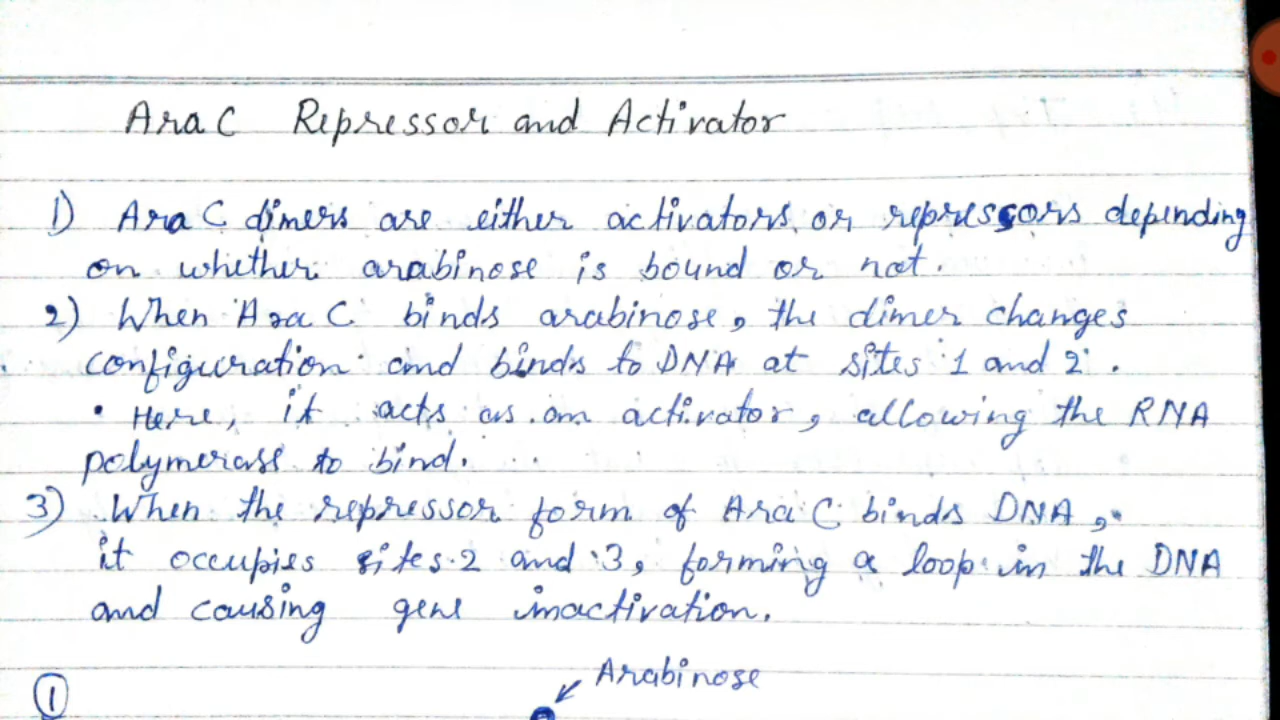 AraC Repressor and Activator
1) AraC dimers are either activators or repressors depending
on whether arabinose is bound or not.
2) When AraC binds arabinose, the dimer changes
configuration and binds to DNA at sites 1 and 2.
• Here, it acts as an activator, allowing the RNA
polymerase to bind.
3) When the repressor form of AraC binds DNA,
it occupies sites 2 and 3, forming a loop in the DNA
and causing gene inactivation.
Arabinose
①